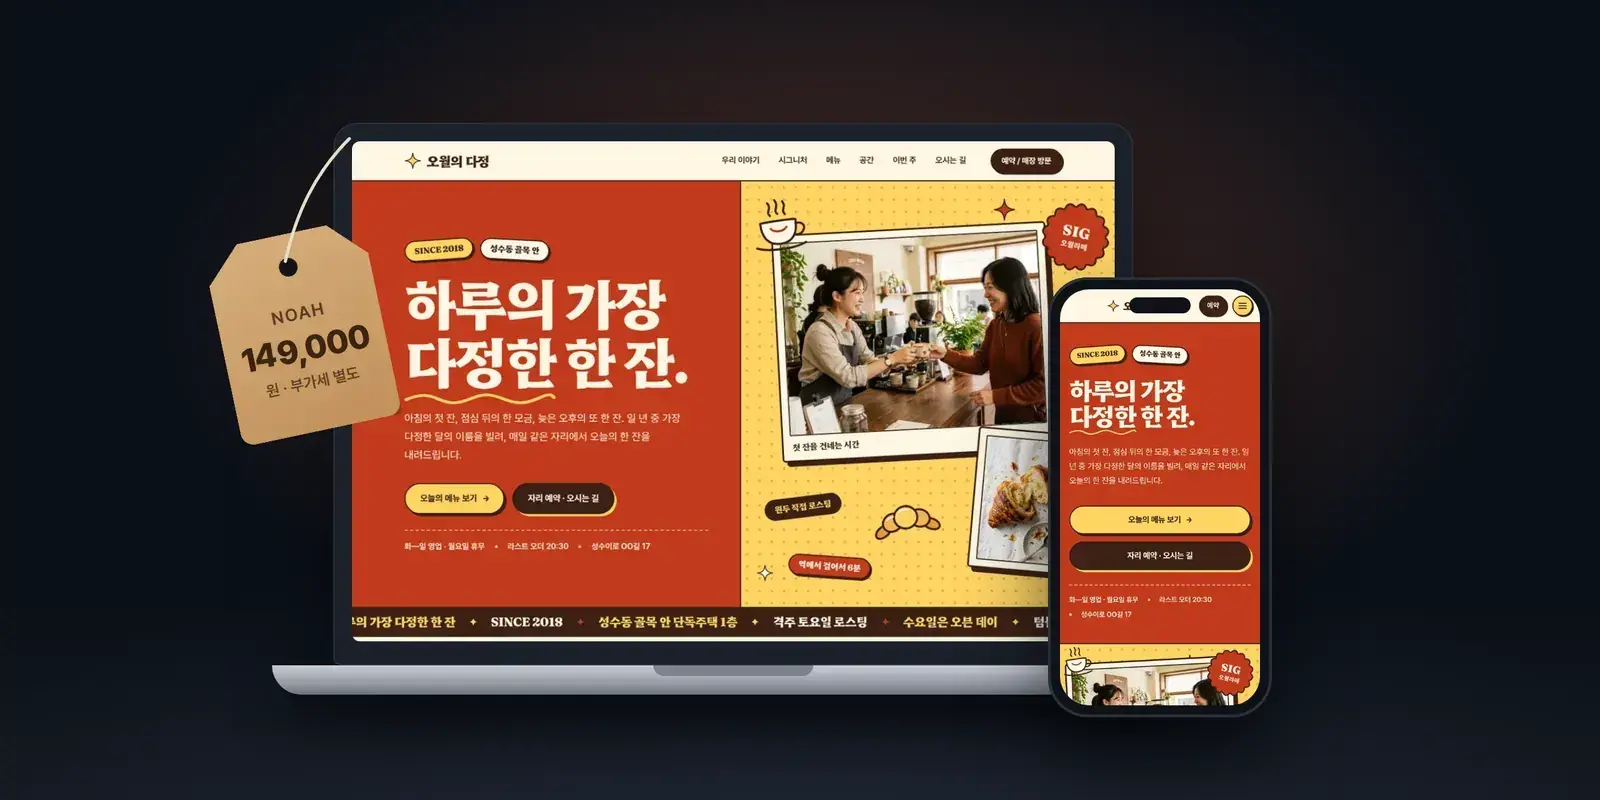 NOAH
149,000
원 · 부가세 별도
오월의 다정
우리 이야기
시그니처
메뉴
공간
이번 주
오시는 길
예약 / 매장 방문
SINCE 2018
성수동 골목 안
하루의 가장
다정한 한 잔.
아침의 첫 잔, 점심 뒤의 한 모금, 늦은 오후의 또 한 잔. 일 년 중 가장
다정한 달의 이름을 빌려, 매일 같은 자리에서 오늘의 한 잔을
내려드립니다.
오늘의 메뉴 보기 →
자리 예약 · 오시는 길
화—일 영업 · 월요일 휴무 • 라스트 오더 20:30 • 성수이로 OO길 17
SIG
오월라떼
첫 잔을 건네는 시간
원두 직접 로스팅
역에서 걸어서 6분
의 가장 다정한 한 잔 ✦ SINCE 2018 ✦ 성수동 골목 안 단독주택 1층 ✦ 격주 토요일 로스팅 ✦ 수요일은 오픈 데이 ✦ 텀
예약
SINCE 2018
성수동 골목 안
하루의 가장
다정한 한 잔.
아침의 첫 잔, 점심 뒤의 한 모금, 늦은 오후의 또 한 잔. 일
년 중 가장 다정한 달의 이름을 빌려, 매일 같은 자리에서
오늘의 한 잔을 내려드립니다.
오늘의 메뉴 보기 →
자리 예약 · 오시는 길
화—일 영업 · 월요일 휴무 • 라스트 오더 20:30
• 성수이로 OO길 17
SIG
오월라떼